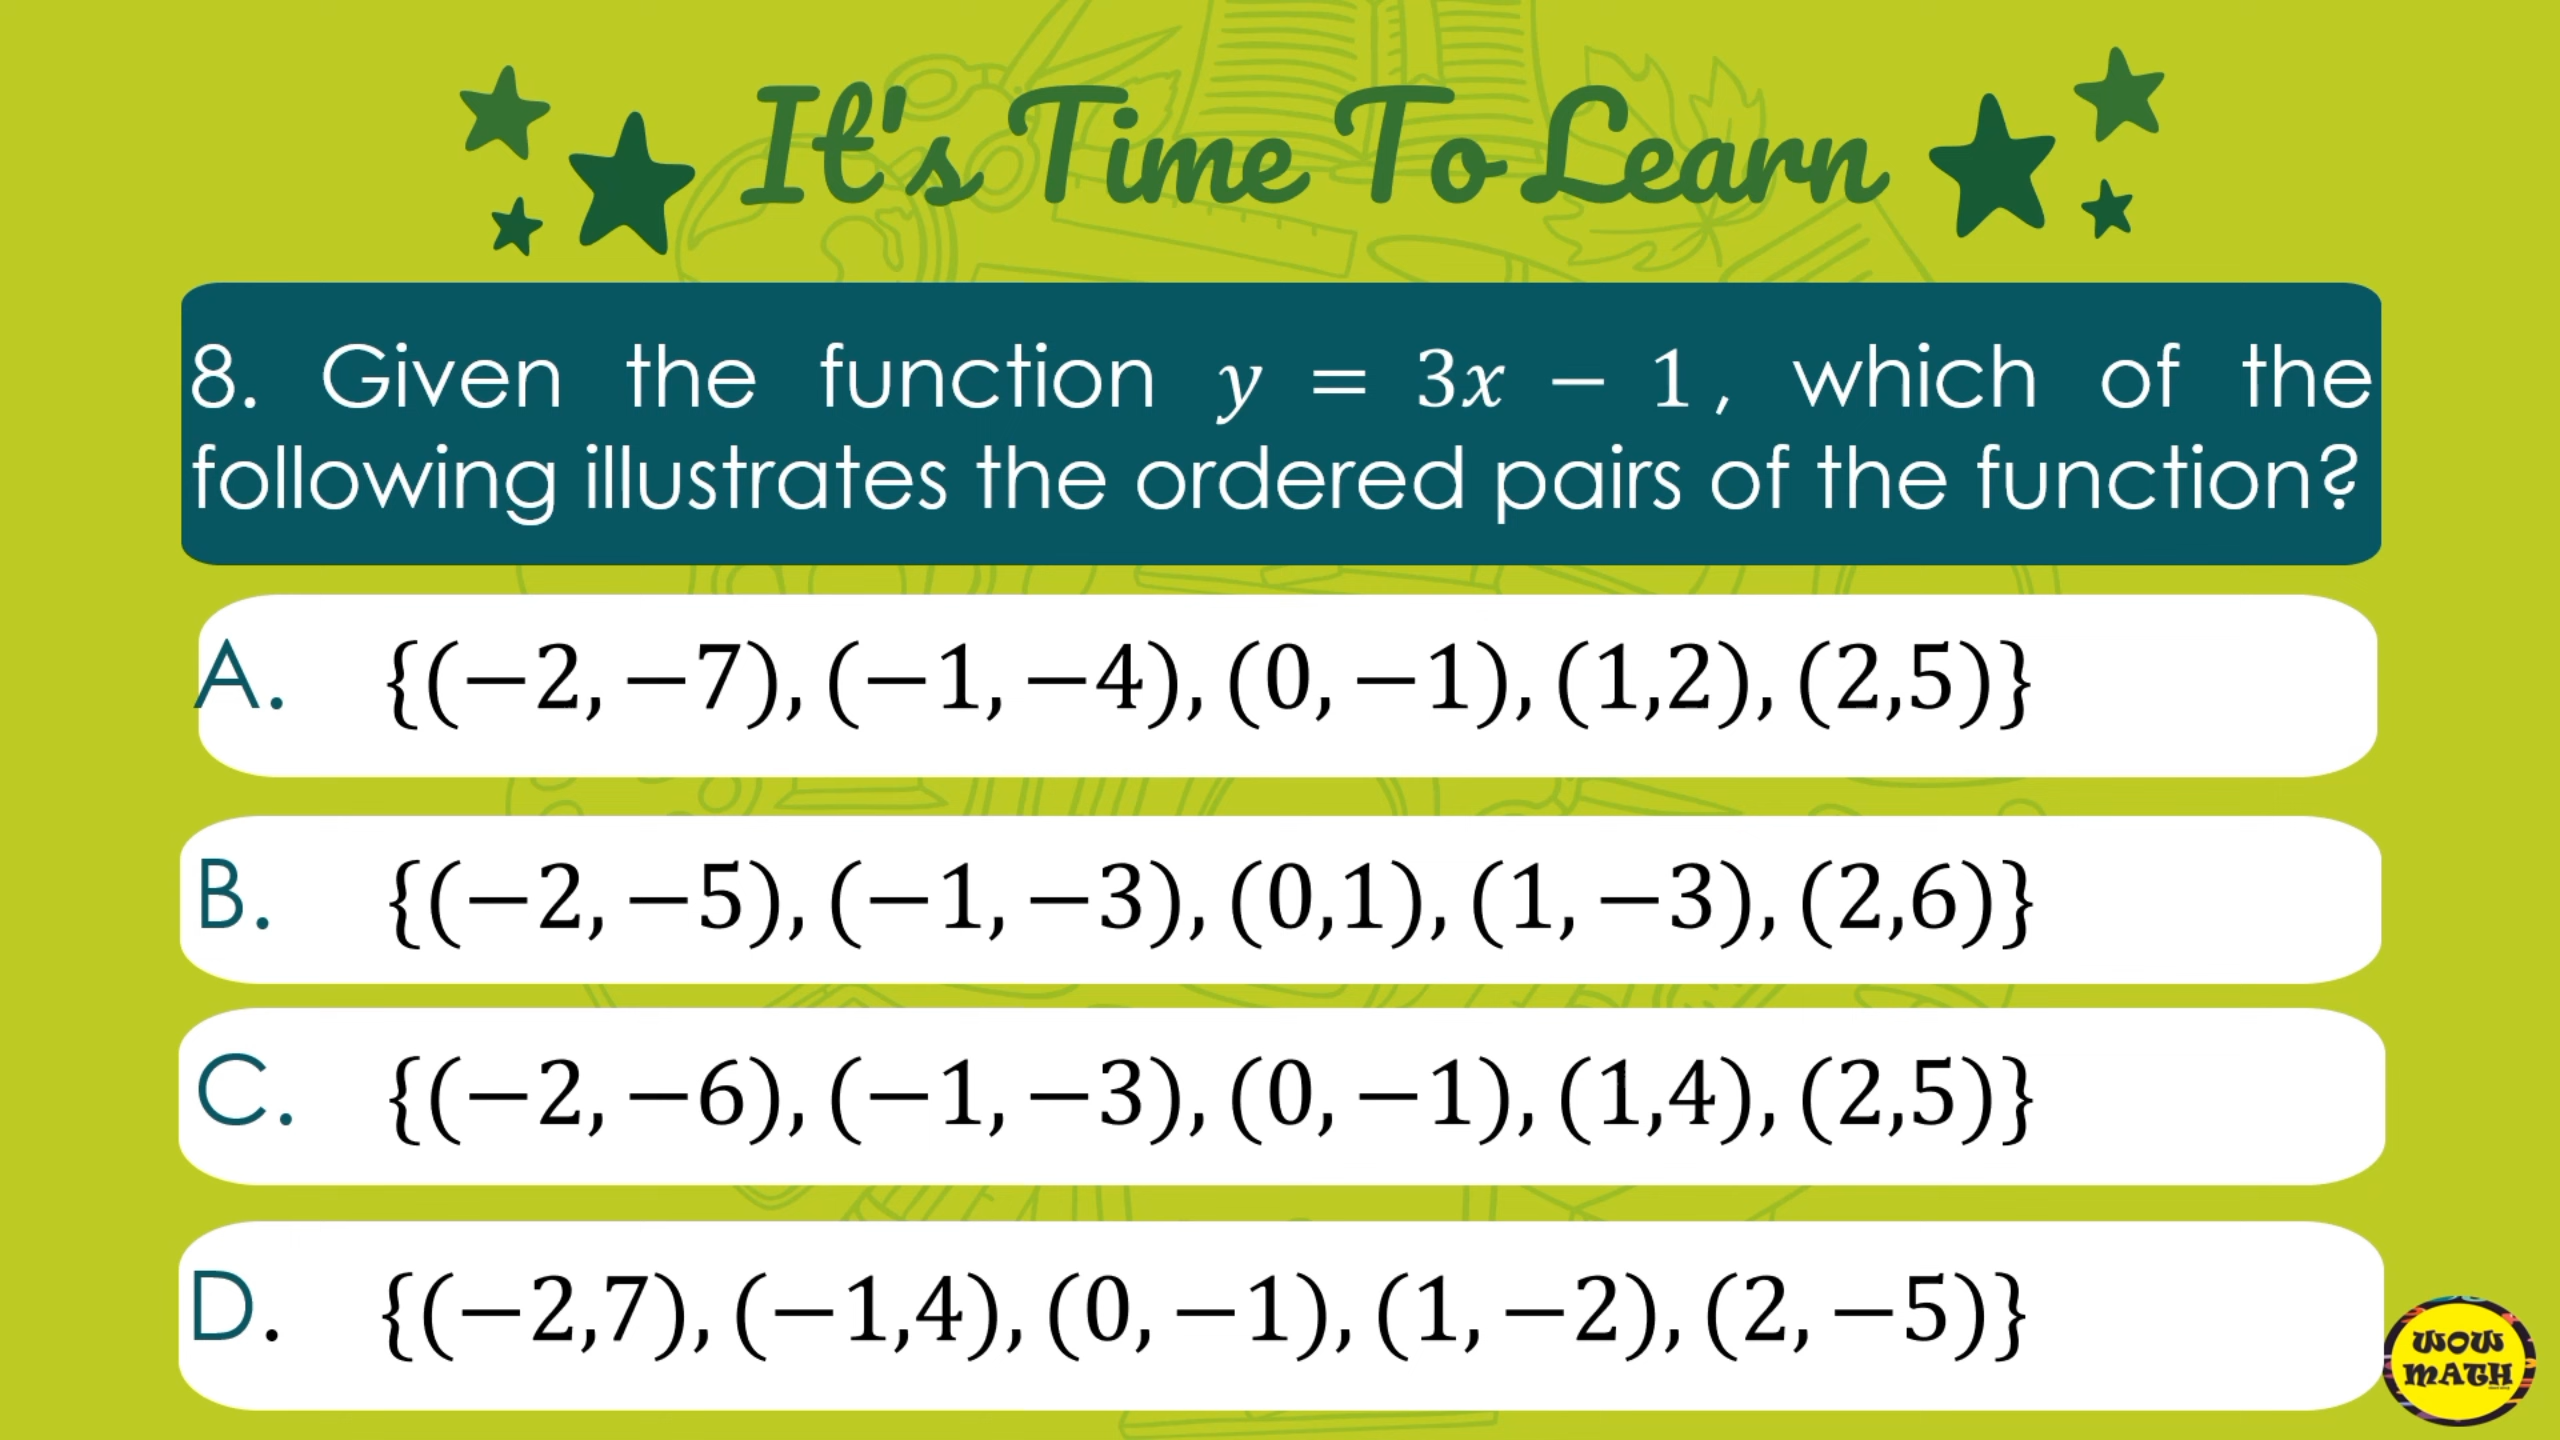 It's Time To Learn
8. Given the function y = 3x − 1, which of the
following illustrates the ordered pairs of the function?
A. {(−2, −7), (−1, −4), (0, −1), (1,2), (2,5)}
B. {(−2, −5), (−1, −3), (0,1), (1, −3), (2,6)}
C. {(−2, −6), (−1, −3), (0, −1), (1,4), (2,5)}
D. {(−2,7), (−1,4), (0, −1), (1, −2), (2, −5)}
WOW
MATH